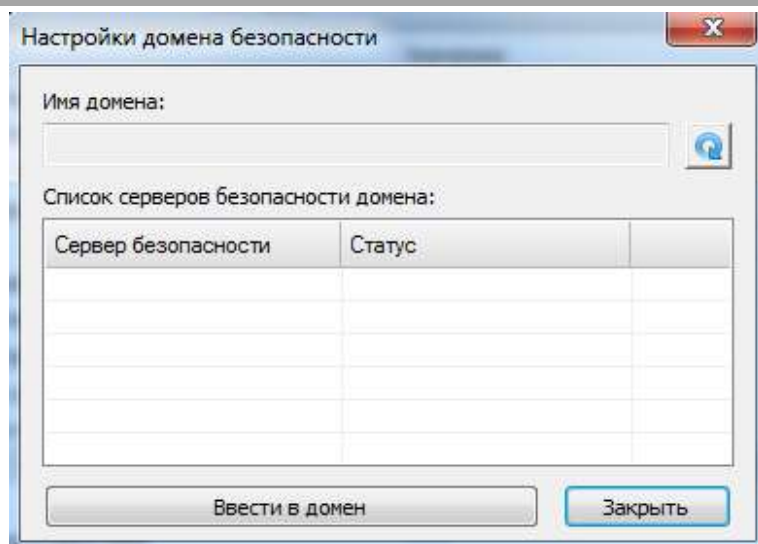 Настройки домена безопасности
Имя домена:
Список серверов безопасности домена:
Сервер безопасности Статус
Ввести в домен Закрыть